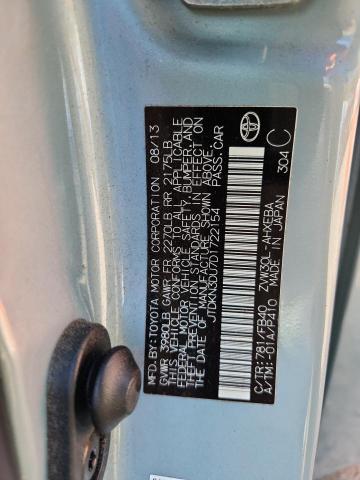 MFD.BY:TOYOTA MOTOR CORPORATION 08/13
GVWR 3980LB GAWR FR 2270LB RR 2175LB
THIS VEHICLE CONFORMS TO ALL APPLICABLE
FEDERAL MOTOR VEHICLE SAFETY, BUMPER, AND
THEFT PREVENTION STANDARDS IN EFFECT ON
THE DATE OF MANUFACTURE SHOWN ABOVE.
JTDKN3DU7D1722154 PASS.CAR
C/TR:781/FB40 ZVW30L-AHXEBA
A/TM:-01A/P410 MADE IN JAPAN 304 C